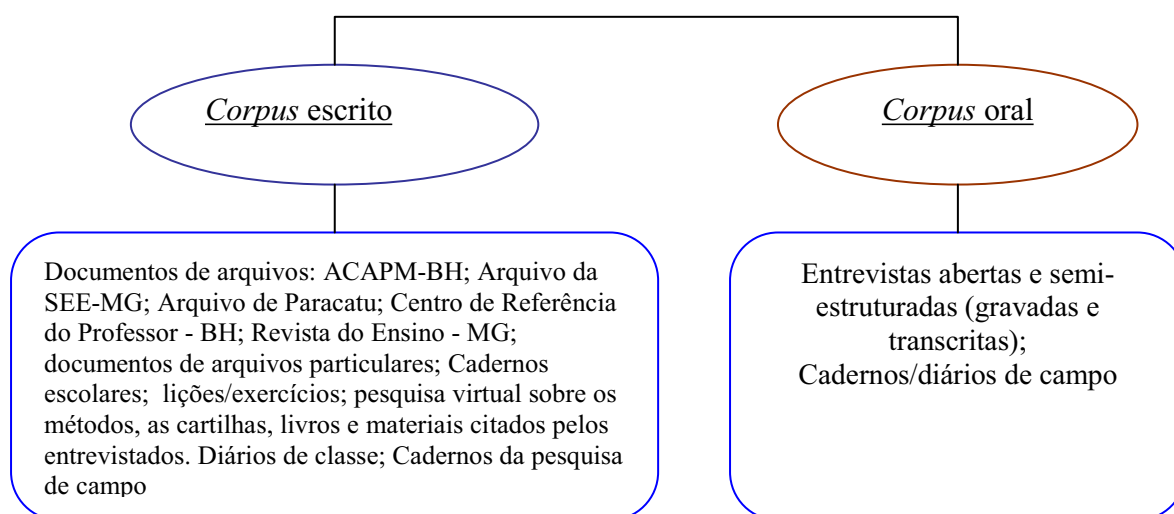 Corpus escrito
Corpus oral
Documentos de arquivos: ACAPM-BH; Arquivo da
SEE-MG; Arquivo de Paracatu; Centro de Referência
do Professor - BH; Revista do Ensino - MG;
documentos de arquivos particulares; Cadernos
escolares; lições/exercícios; pesquisa virtual sobre os
métodos, as cartilhas, livros e materiais citados pelos
entrevistados. Diários de classe; Cadernos da pesquisa
de campo
Entrevistas abertas e semi-
estruturadas (gravadas e
transcritas);
Cadernos/diários de campo